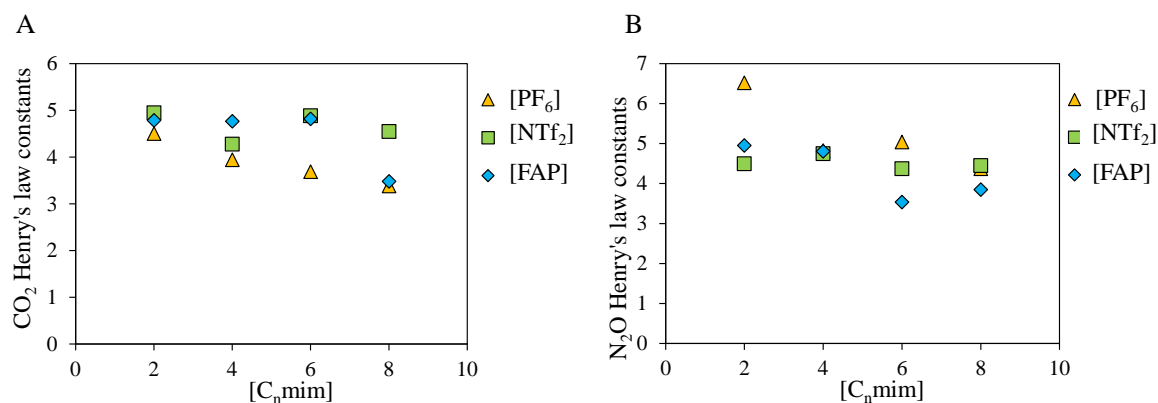 A
CO₂ Henry's law constants
6
5
4
3
2
1
0
0 2 4 6 8 10
[Cₙmim]
[PF₆]
[NTf₂]
[FAP]
B
N₂O Henry's law constants
7
6
5
4
3
2
1
0
0 2 4 6 8 10
[Cₙmim]
[PF₆]
[NTf₂]
[FAP]